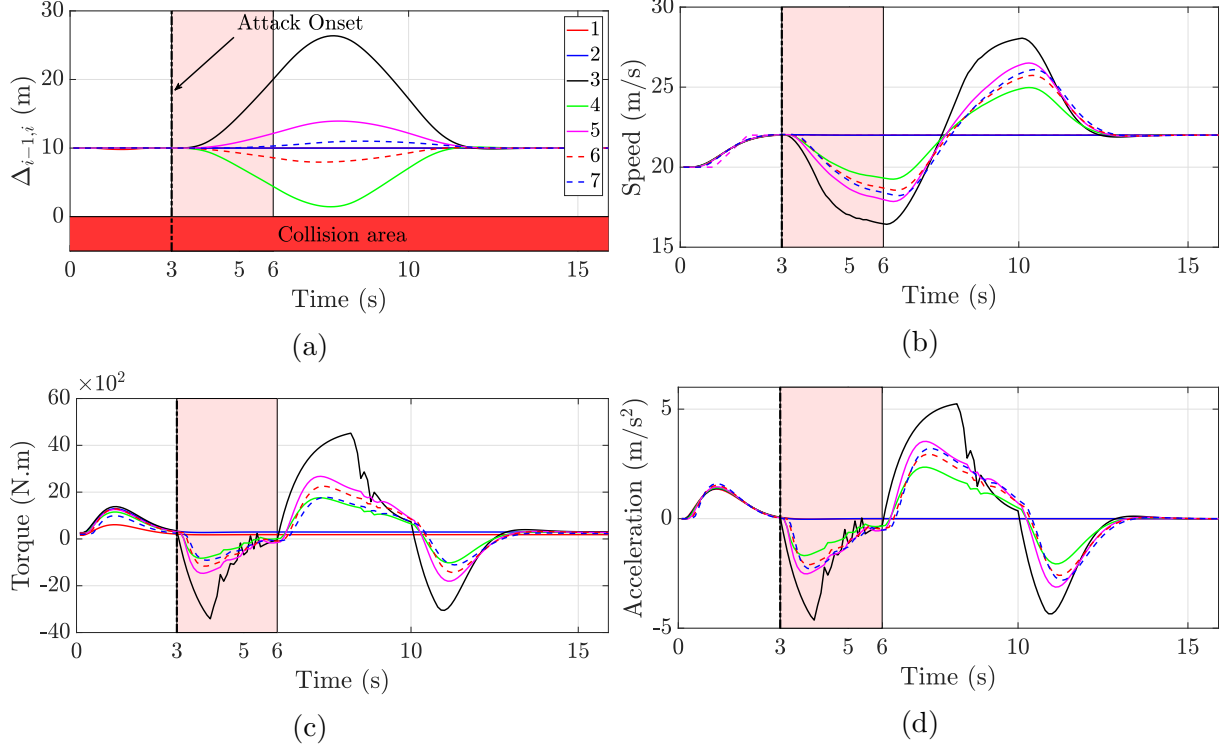 30
20
10
0
Δ_{i−1,i} (m)
Attack Onset
1
2
3
4
5
6
7
Collision area
0 3 5 6 10 15
Time (s)
(a)
30
25
20
15
Speed (m/s)
0 3 5 6 10 15
Time (s)
(b)
×10²
60
40
20
0
-20
-40
Torque (N.m)
0 3 5 6 10 15
Time (s)
(c)
5
0
-5
Acceleration (m/s²)
0 3 5 6 10 15
Time (s)
(d)